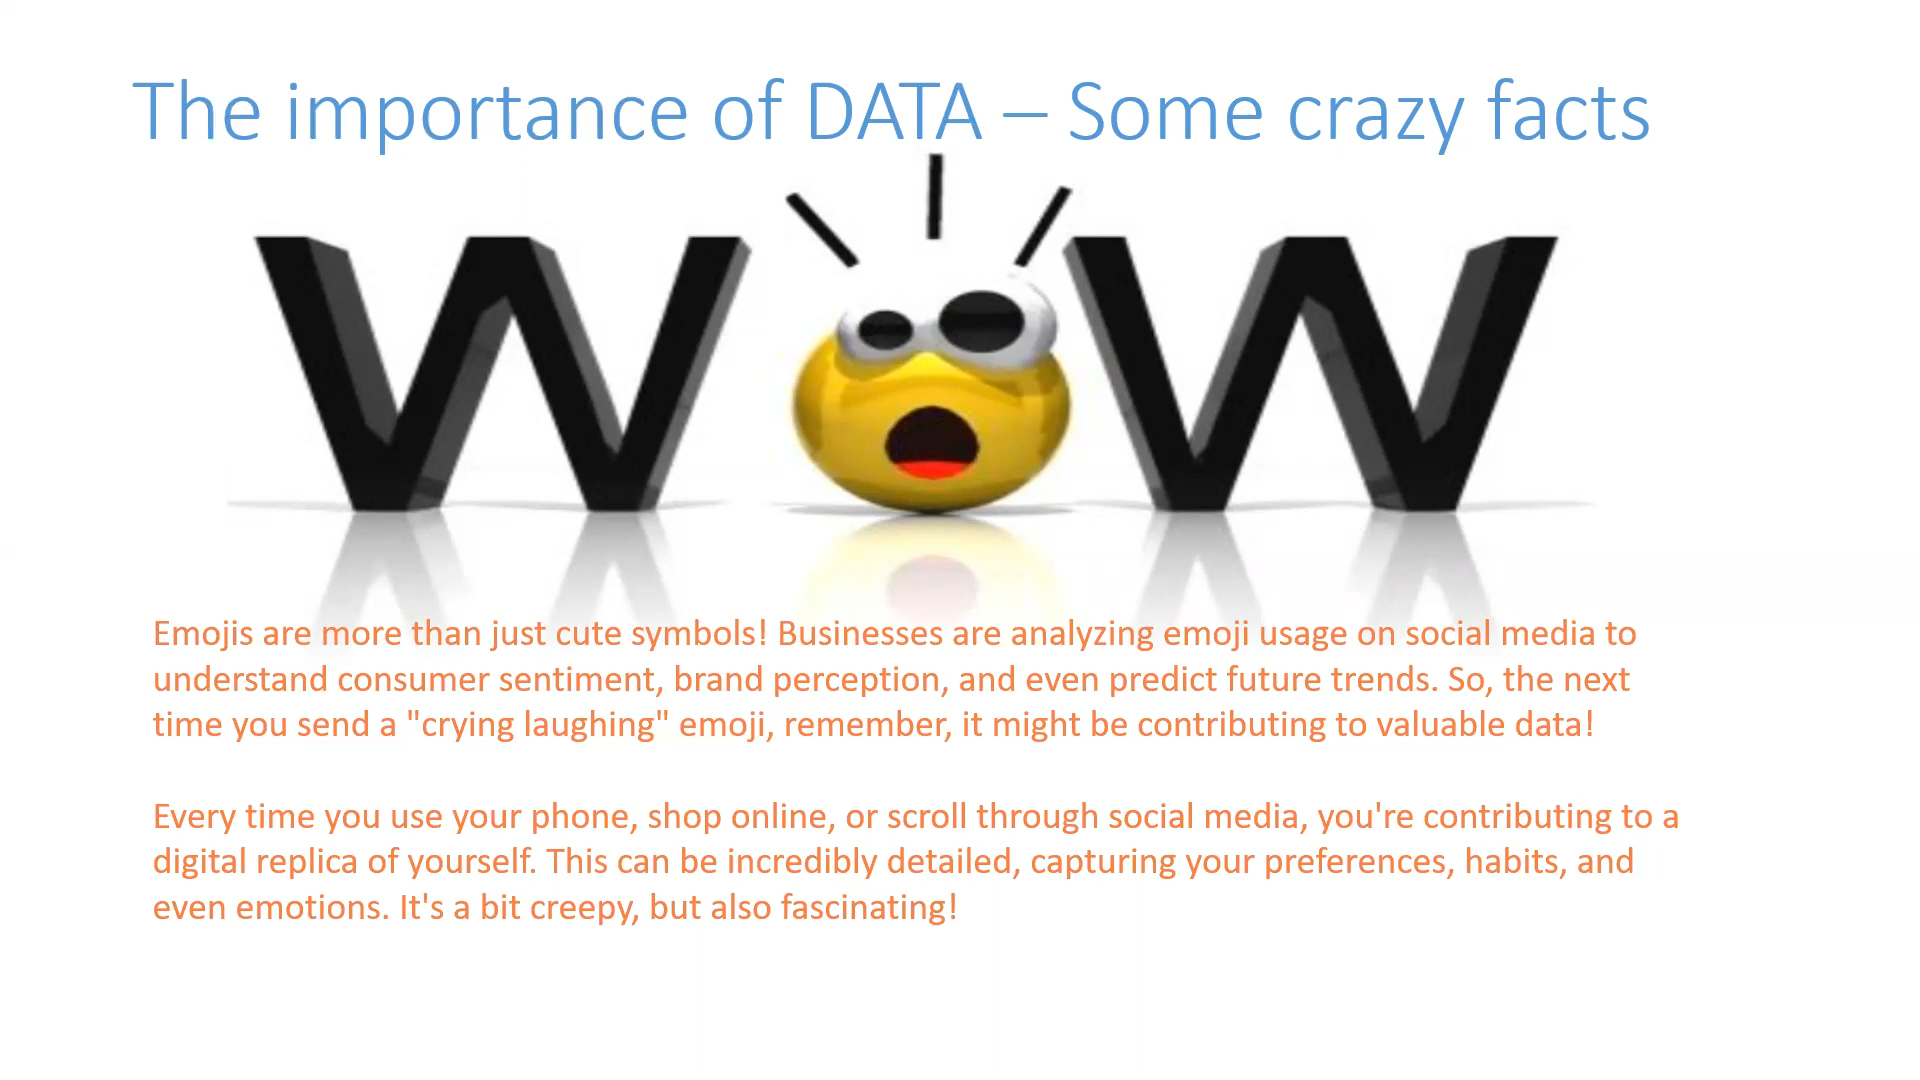 The importance of DATA – Some crazy facts
WOW
Emojis are more than just cute symbols! Businesses are analyzing emoji usage on social media to
understand consumer sentiment, brand perception, and even predict future trends. So, the next
time you send a "crying laughing" emoji, remember, it might be contributing to valuable data!
Every time you use your phone, shop online, or scroll through social media, you're contributing to a
digital replica of yourself. This can be incredibly detailed, capturing your preferences, habits, and
even emotions. It's a bit creepy, but also fascinating!